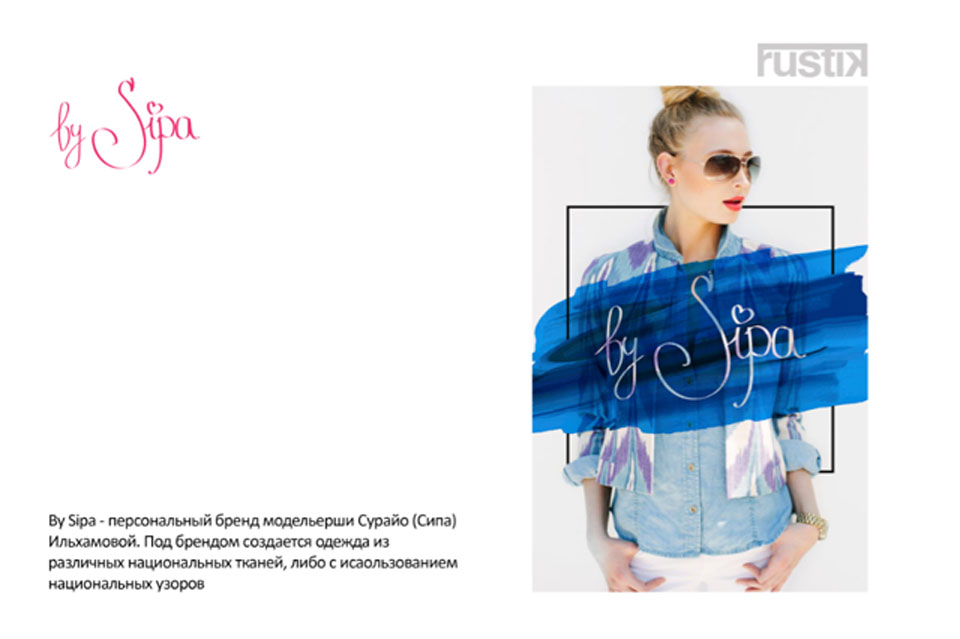 rustik
by Sipa
by Sipa
By Sipa - персональный бренд модельерши Сурайо (Сипа)
Ильхамовой. Под брендом создается одежда из
различных национальных тканей, либо с исаользованием
национальных узоров